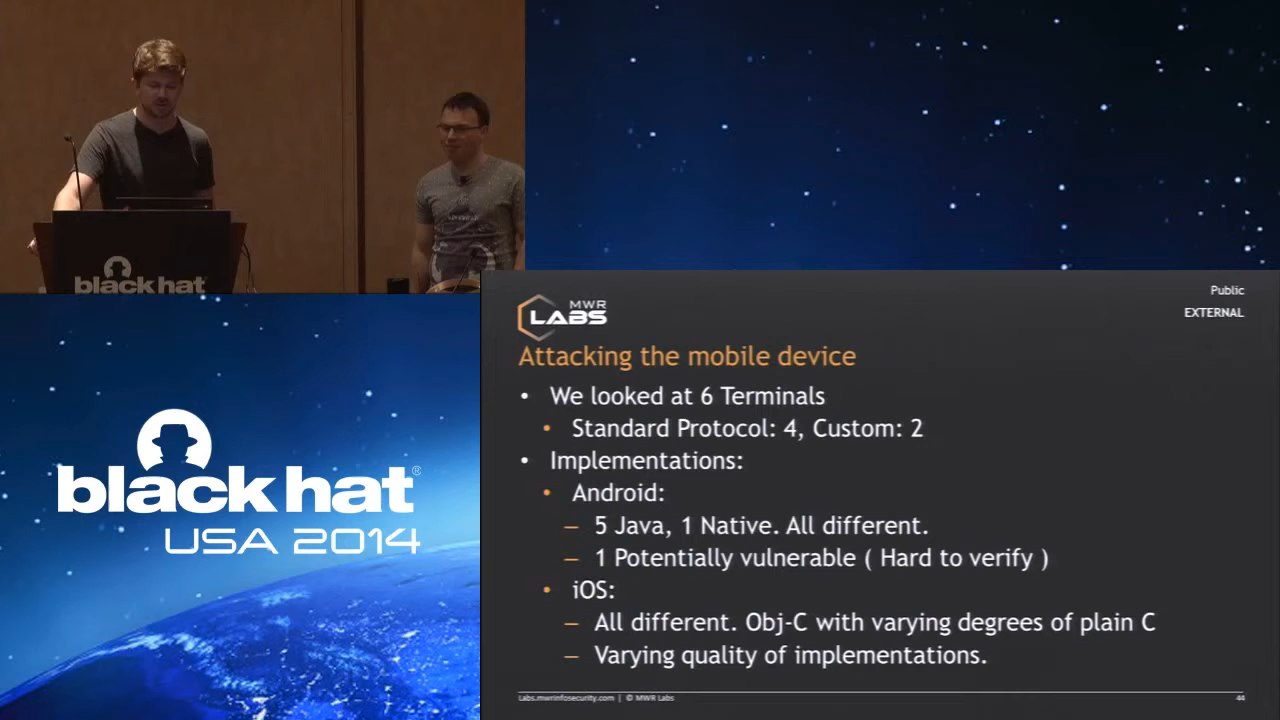 black hat
black hat®
USA 2014
MWR
LABS
Public
EXTERNAL
Attacking the mobile device
• We looked at 6 Terminals
• Standard Protocol: 4, Custom: 2
• Implementations:
• Android:
– 5 Java, 1 Native. All different.
– 1 Potentially vulnerable ( Hard to verify )
• iOS:
– All different. Obj-C with varying degrees of plain C
– Varying quality of implementations.
Labs.mwrinfosecurity.com | © MWR Labs
44